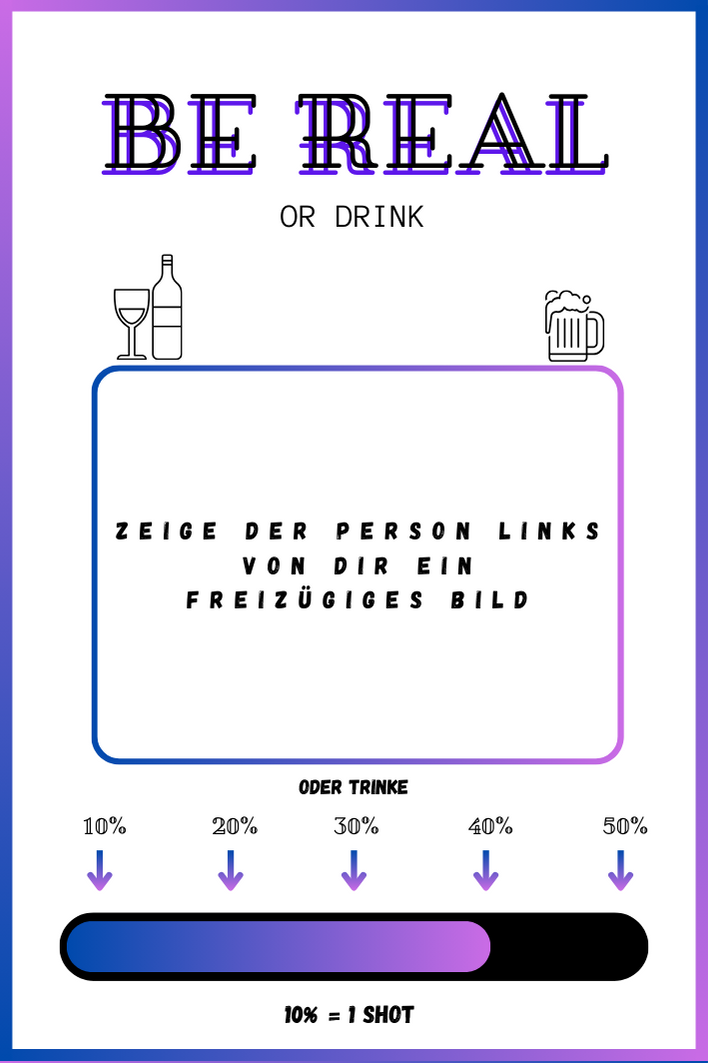 BE REAL
OR DRINK
ZEIGE DER PERSON LINKS
VON DIR EIN
FREIZÜGIGES BILD
ODER TRINKE
10% 20% 30% 40% 50%
10% = 1 SHOT